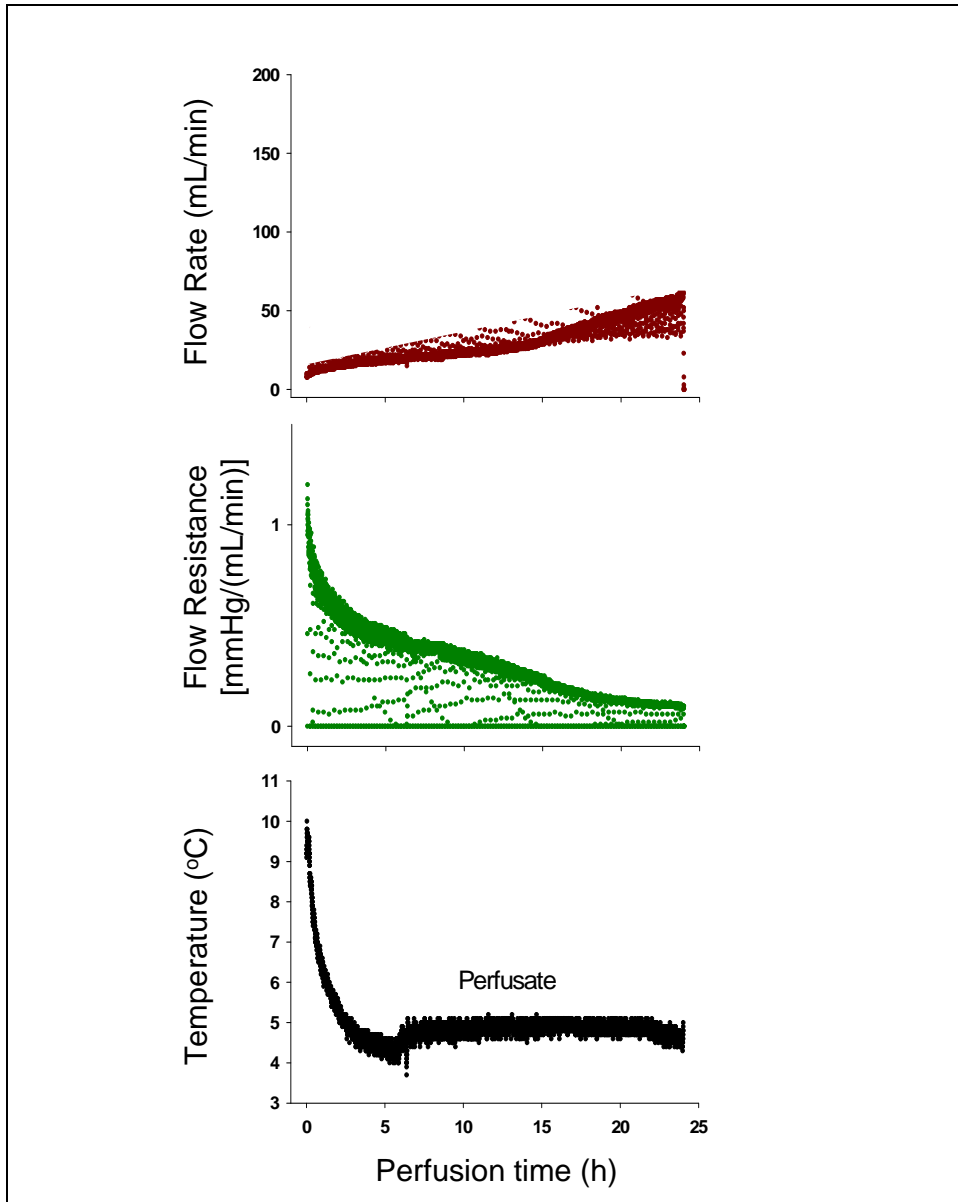 Flow Rate (mL/min)
200
150
100
50
0
Flow Resistance
[mmHg/(mL/min)]
1
0
Temperature (oC)
11
10
9
8
7
6
5
4
3
Perfusate
0 5 10 15 20 25
Perfusion time (h)